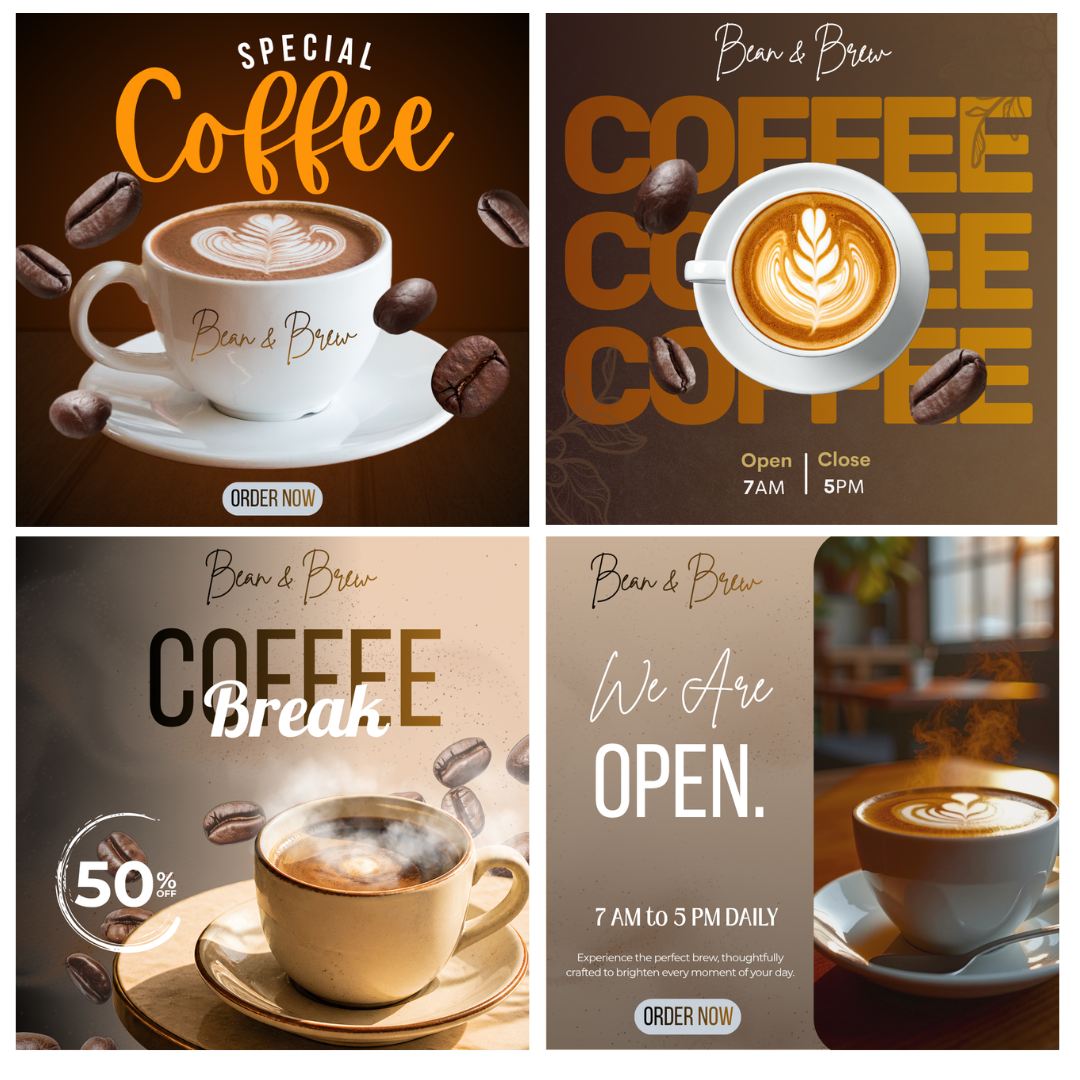 SPECIAL
Coffee
Bean & Brew
ORDER NOW
Bean & Brew
COFFEE
COFFEE
COFFEE
Open | Close
7AM | 5PM
Bean & Brew
COFFEE
Break
50% OFF
Bean & Brew
We Are
OPEN.
7 AM to 5 PM DAILY
Experience the perfect brew, thoughtfully
crafted to brighten every moment of your day.
ORDER NOW